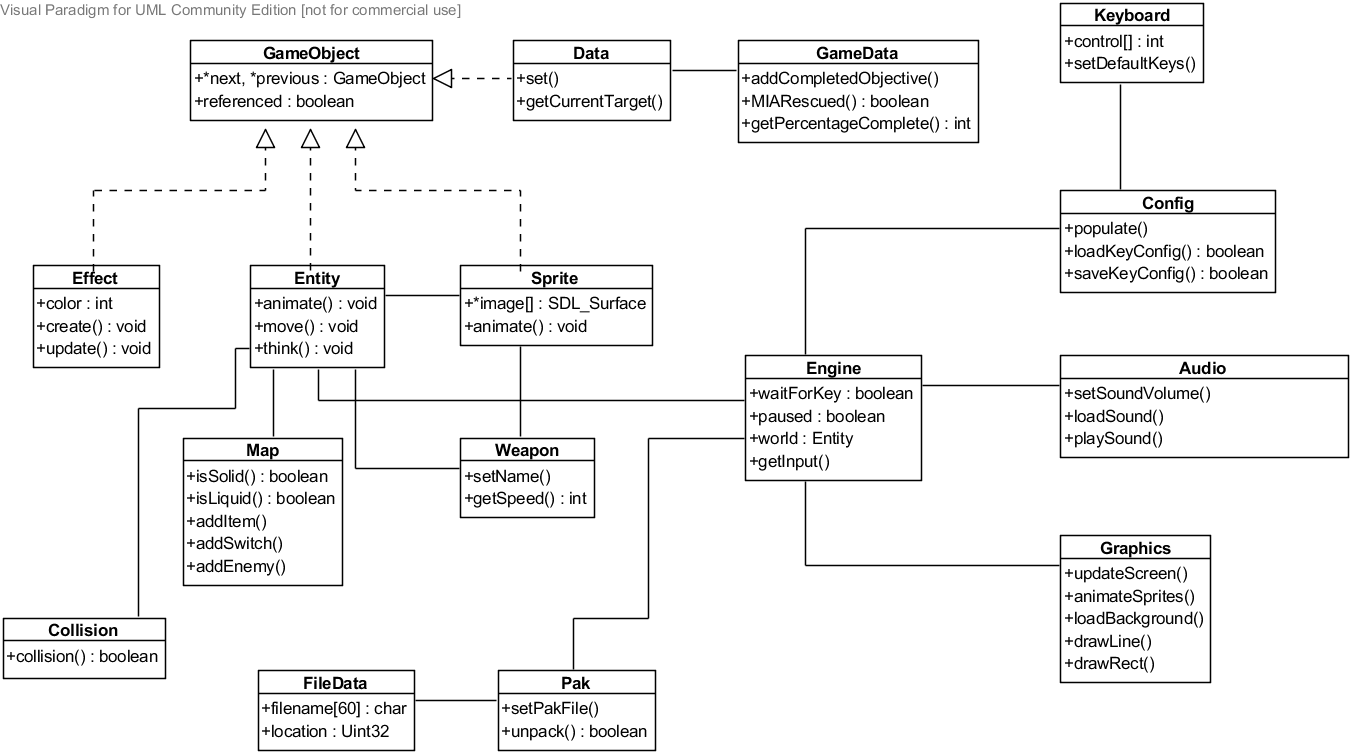 Visual Paradigm for UML Community Edition [not for commercial use]
GameObject
+*next, *previous : GameObject
+referenced : boolean
Data
+set()
+getCurrentTarget()
GameData
+addCompletedObjective()
+MIARescued() : boolean
+getPercentageComplete() : int
Keyboard
+control[] : int
+setDefaultKeys()
Config
+populate()
+loadKeyConfig() : boolean
+saveKeyConfig() : boolean
Effect
+color : int
+create() : void
+update() : void
Entity
+animate() : void
+move() : void
+think() : void
Sprite
+*image[] : SDL_Surface
+animate() : void
Engine
+waitForKey : boolean
+paused : boolean
+world : Entity
+getInput()
Audio
+setSoundVolume()
+loadSound()
+playSound()
Map
+isSolid() : boolean
+isLiquid() : boolean
+addItem()
+addSwitch()
+addEnemy()
Weapon
+setName()
+getSpeed() : int
Graphics
+updateScreen()
+animateSprites()
+loadBackground()
+drawLine()
+drawRect()
Collision
+collision() : boolean
FileData
+filename[60] : char
+location : Uint32
Pak
+setPakFile()
+unpack() : boolean